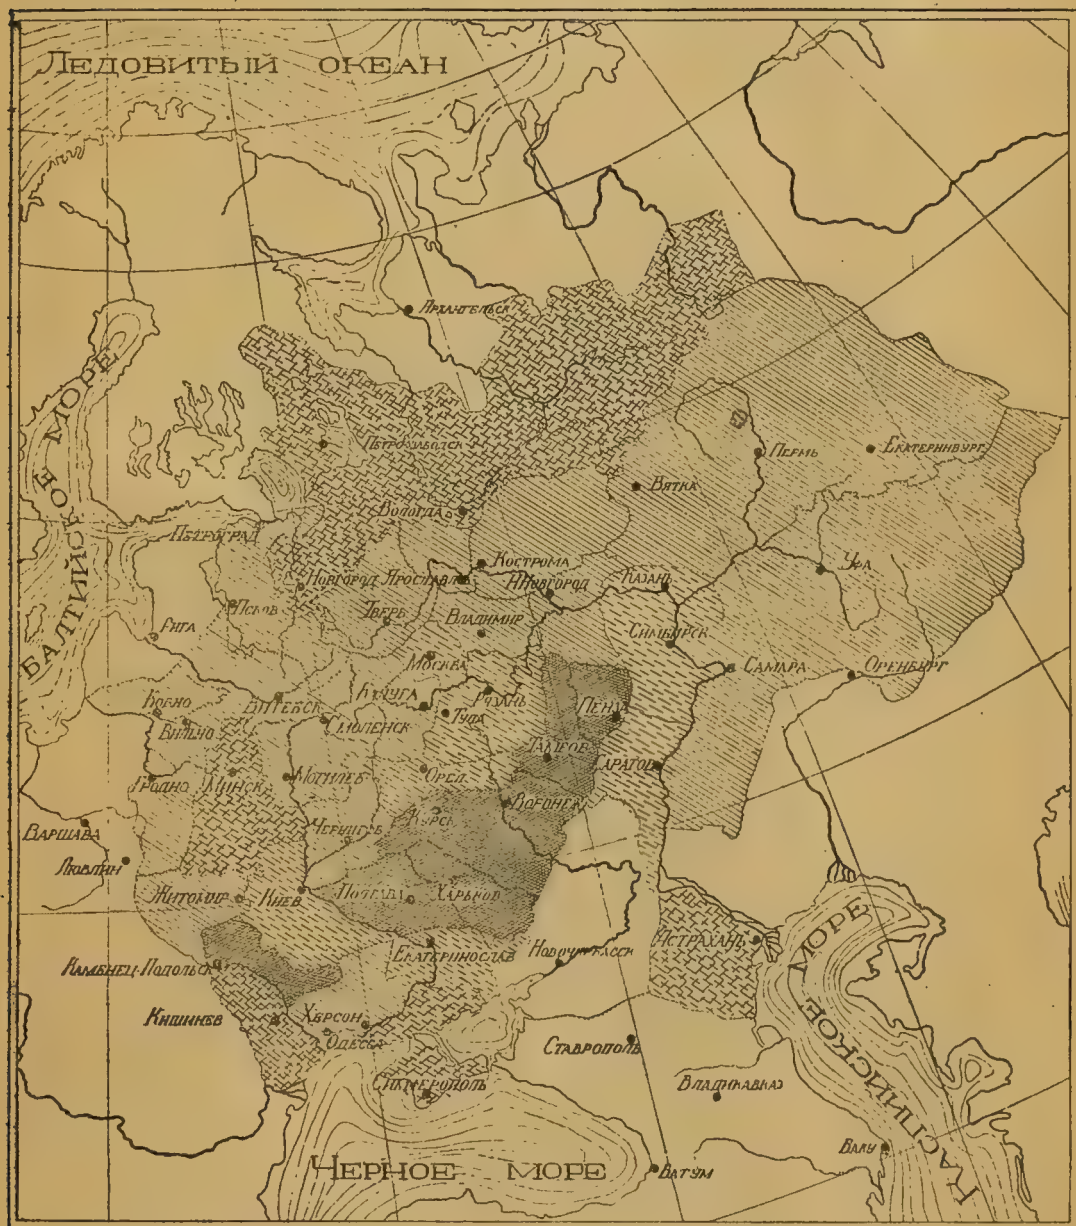 Ледовитый океан
Архангельск
Балтийское море
Петрозаводск
Пермь
Екатеринбург
Вятка
Вологда
Петроград
Кострома
Новгород
Ярославль
Н.Новгород
Казань
Уфа
Псков
Тверь
Владимир
Рига
Симбирск
Москва
Самара
Оренбург
Ковно
Витебск
Калуга
Рязань
Вильно
Смоленск
Тула
Пенза
Тамбов
Гродно
Минск
Могилев
Орел
Саратов
Воронеж
Курск
Варшава
Чернигов
Люблин
Житомир
Киев
Полтава
Харьков
Екатеринослав
Новочеркасск
Астрахань
Каменец-Подольск
Кишинев
Херсон
Одесса
Ставрополь
Симферополь
Владикавказ
Каспийское море
Баку
Черное море
Батум